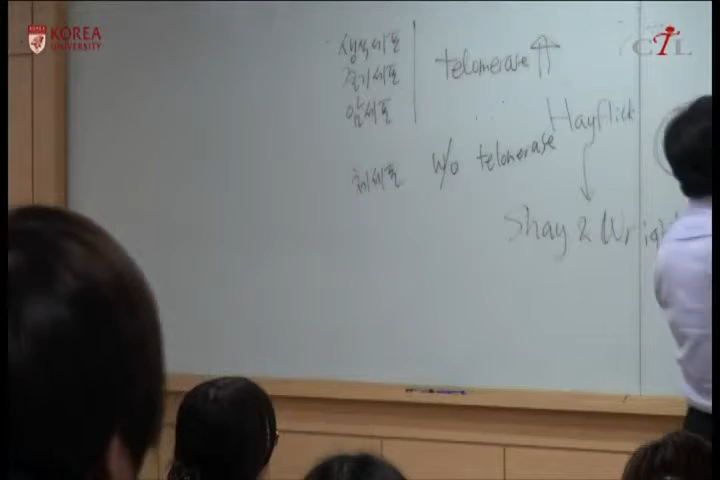 KOREA
UNIVERSITY
CTL
생식세포
줄기세포
암세포
telomerase ↑
Hayflick
체세포
w/o telomerase
Shay & Wright